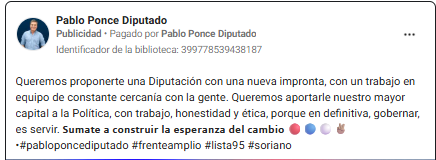 Pablo Ponce Diputado
Publicidad • Pagado por Pablo Ponce Diputado
Identificador de la biblioteca: 399778539438187
Queremos proponerte una Diputación con una nueva impronta, con un trabajo en
equipo de constante cercanía con la gente. Queremos aportarle nuestro mayor
capital a la Política, con trabajo, honestidad y ética, porque en definitiva, gobernar,
es servir. Sumate a construir la esperanza del cambio 🔴🔵⚪✌🏽
•#pabloponcediputado #frenteamplio #lista95 #soriano